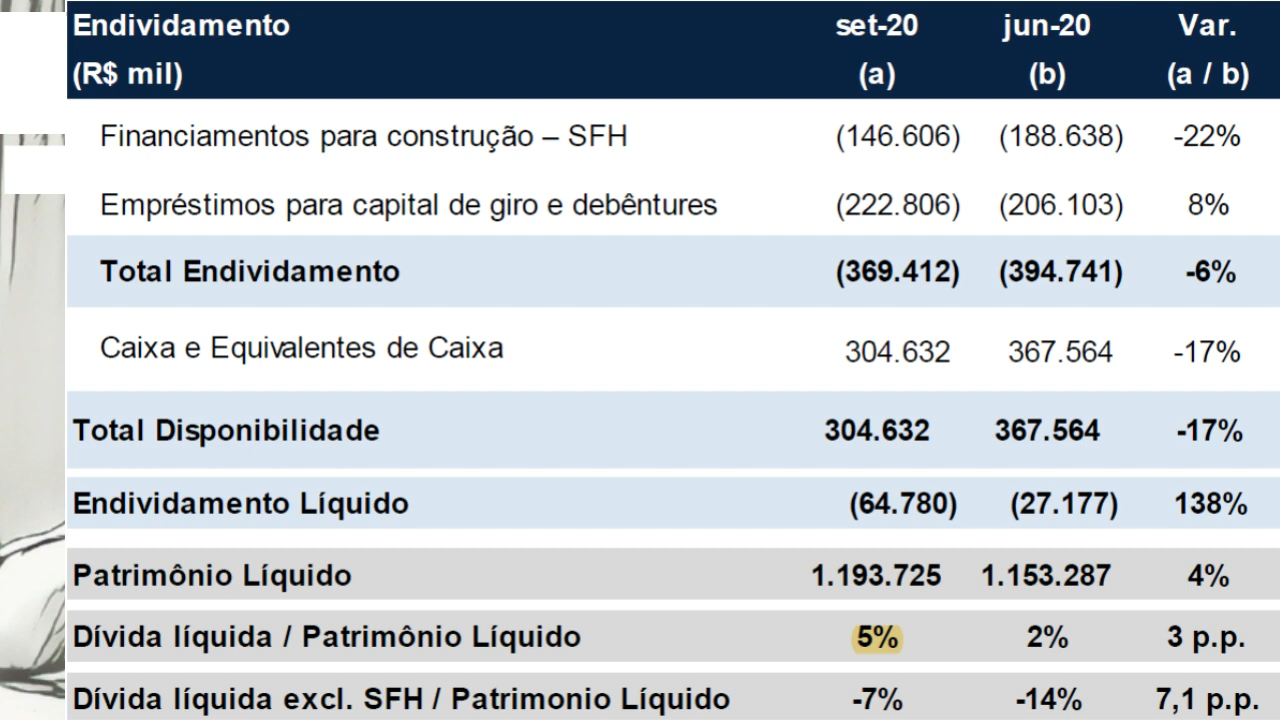 Endividamento set-20 jun-20 Var.
(R$ mil) (a) (b) (a / b)
Financiamentos para construção – SFH (146.606) (188.638) -22%
Empréstimos para capital de giro e debêntures (222.806) (206.103) 8%
Total Endividamento (369.412) (394.741) -6%
Caixa e Equivalentes de Caixa 304.632 367.564 -17%
Total Disponibilidade 304.632 367.564 -17%
Endividamento Líquido (64.780) (27.177) 138%
Patrimônio Líquido 1.193.725 1.153.287 4%
Dívida líquida / Patrimônio Líquido 5% 2% 3 p.p.
Dívida líquida excl. SFH / Patrimonio Líquido -7% -14% 7,1 p.p.